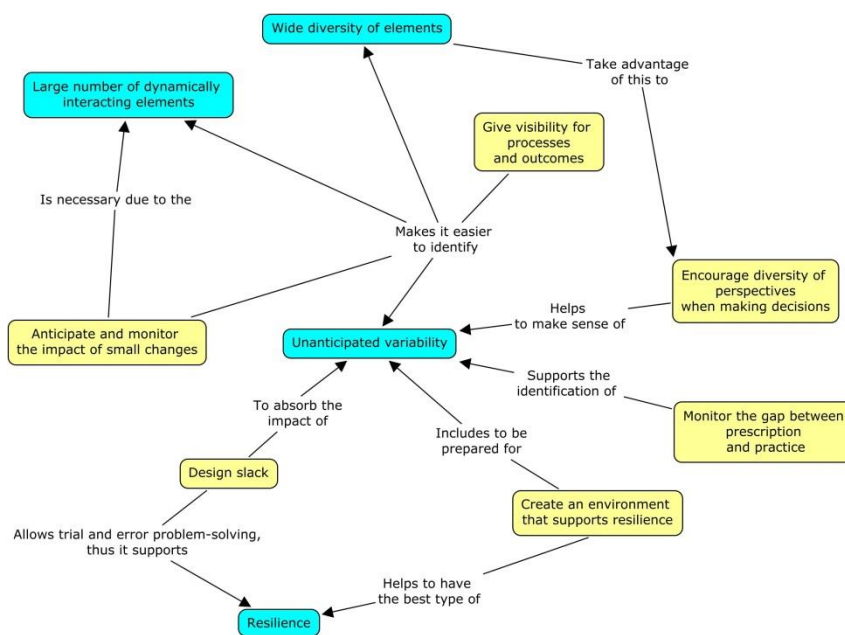 Wide diversity of elements
Take advantage
of this to
Large number of dynamically
interacting elements
Give visibility for
processes
and outcomes
Is necessary due to the
Makes it easier
to identify
Encourage diversity of
perspectives
when making decisions
Helps
to make sense of
Anticipate and monitor
the impact of small changes
Unanticipated variability
Supports the
identification of
To absorb the
impact of
Monitor the gap between
prescription
and practice
Includes to be
prepared for
Design slack
Create an environment
that supports resilience
Allows trial and error problem-solving,
thus it supports
Helps to have
the best type of
Resilience